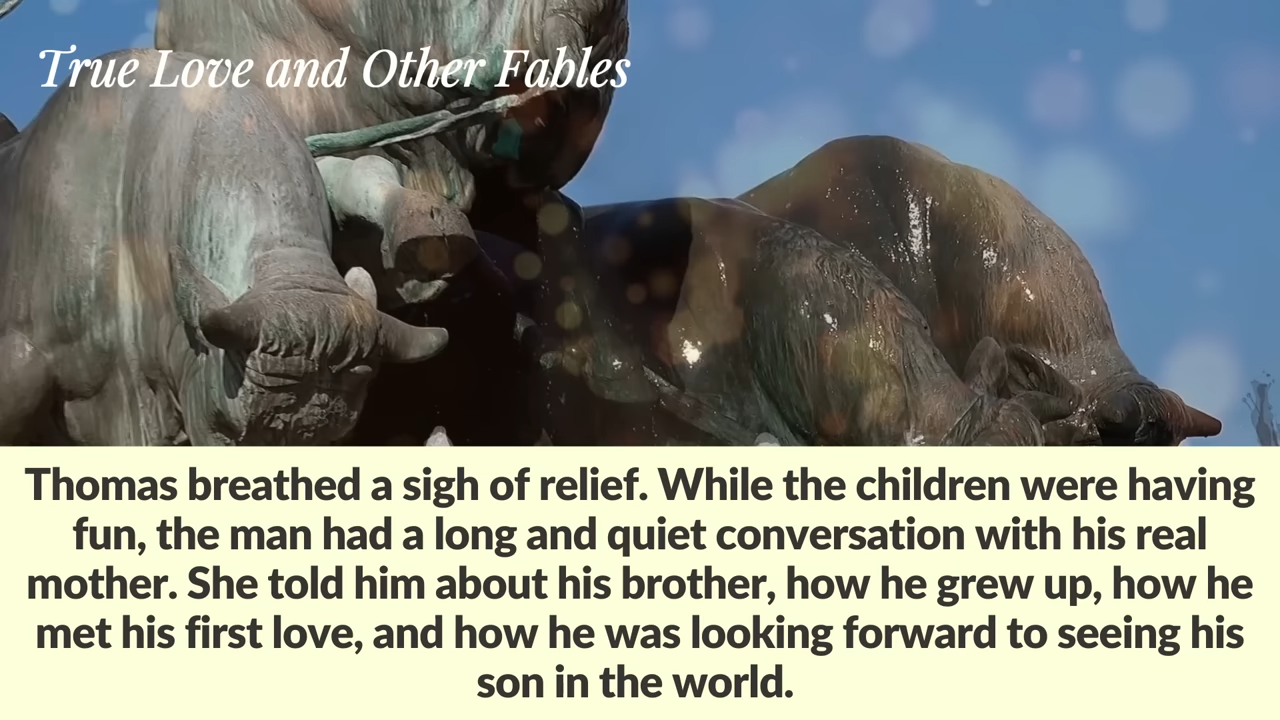 True Love and Other Fables
Thomas breathed a sigh of relief. While the children were having
fun, the man had a long and quiet conversation with his real
mother. She told him about his brother, how he grew up, how he
met his first love, and how he was looking forward to seeing his
son in the world.